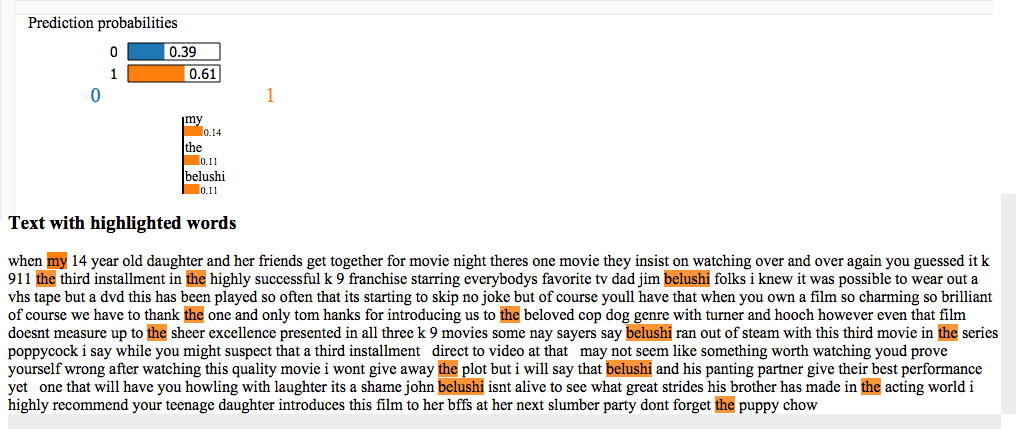 Prediction probabilities
0 0.39
1 0.61
0 1
my
0.14
the
0.11
belushi
0.11
Text with highlighted words
when my 14 year old daughter and her friends get together for movie night theres one movie they insist on watching over and over again you guessed it k
911 the third installment in the highly successful k 9 franchise starring everybodys favorite tv dad jim belushi folks i knew it was possible to wear out a
vhs tape but a dvd this has been played so often that its starting to skip no joke but of course youll have that when you own a film so charming so brilliant
of course we have to thank the one and only tom hanks for introducing us to the beloved cop dog genre with turner and hooch however even that film
doesnt measure up to the sheer excellence presented in all three k 9 movies some nay sayers say belushi ran out of steam with this third movie in the series
poppycock i say while you might suspect that a third installment direct to video at that may not seem like something worth watching youd prove
yourself wrong after watching this quality movie i wont give away the plot but i will say that belushi and his panting partner give their best performance
yet one that will have you howling with laughter its a shame john belushi isnt alive to see what great strides his brother has made in the acting world i
highly recommend your teenage daughter introduces this film to her bffs at her next slumber party dont forget the puppy chow